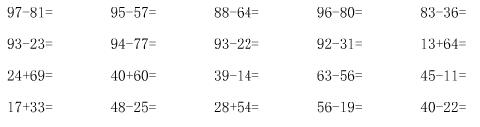 97-81= 95-57= 88-64= 96-80= 83-36=
93-23= 94-77= 93-22= 92-31= 13+64=
24+69= 40+60= 39-14= 63-56= 45-11=
17+33= 48-25= 28+54= 56-19= 40-22=